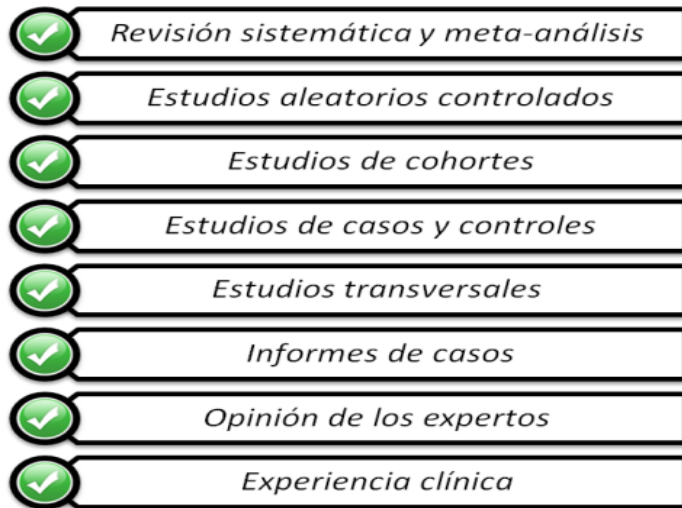 Revisión sistemática y meta-análisis
Estudios aleatorios controlados
Estudios de cohortes
Estudios de casos y controles
Estudios transversales
Informes de casos
Opinión de los expertos
Experiencia clínica